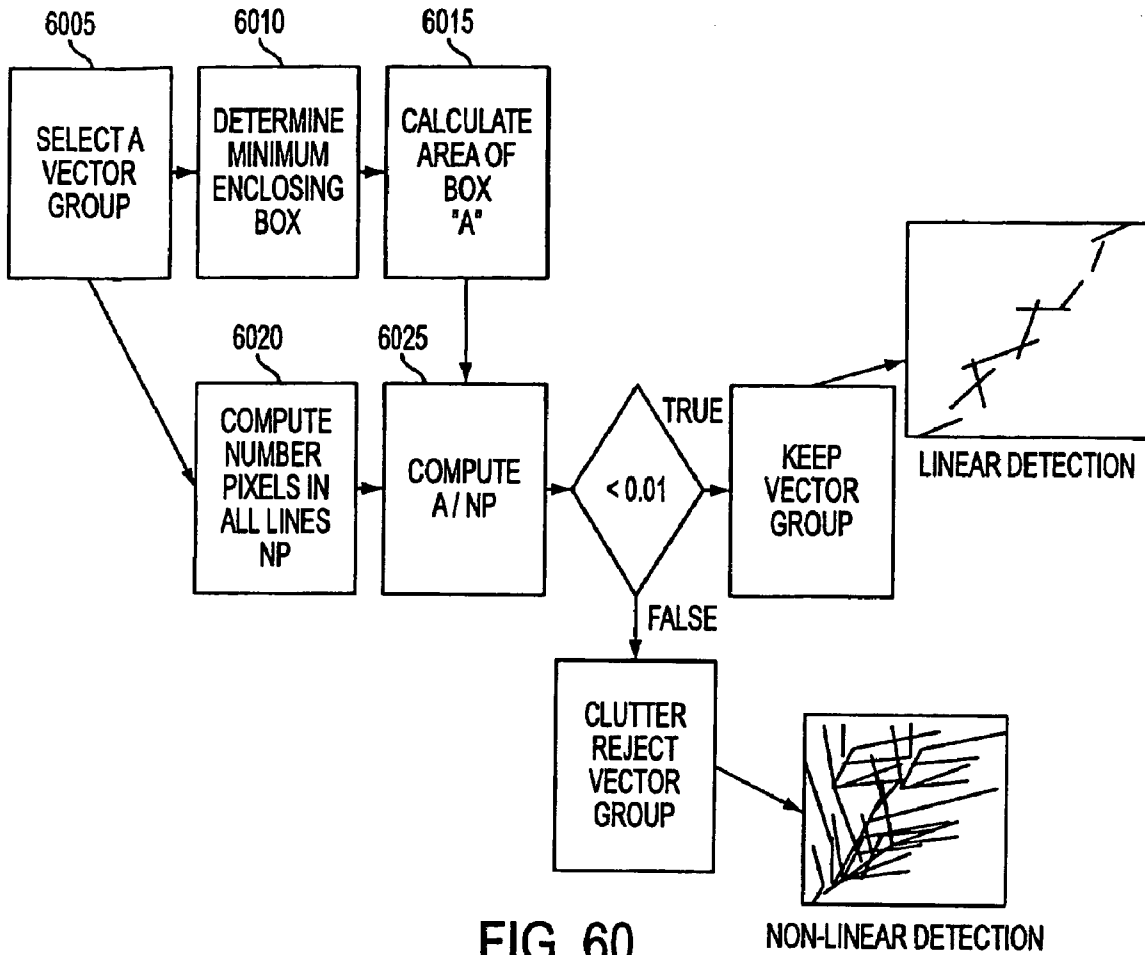 6005
6010
6015
SELECT A
VECTOR
GROUP
DETERMINE
MINIMUM
ENCLOSING
BOX
CALCULATE
AREA OF
BOX
"A"
6020
6025
COMPUTE
NUMBER
PIXELS IN
ALL LINES
NP
COMPUTE
A / NP
< 0.01
TRUE
KEEP
VECTOR
GROUP
LINEAR DETECTION
FALSE
CLUTTER
REJECT
VECTOR
GROUP
NON-LINEAR DETECTION
FIG. 60